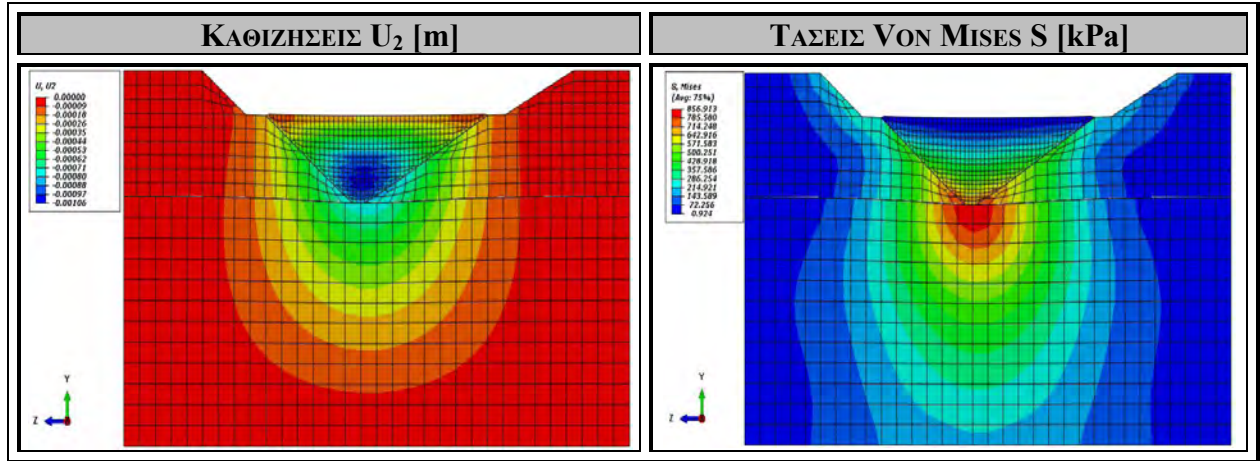 ΚΑΘΙΖΗΣΕΙΣ U₂ [m]
ΤΑΣΕΙΣ VON MISES S [kPa]
U, U2
0.00000
-0.00009
-0.00018
-0.00026
-0.00035
-0.00044
-0.00053
-0.00062
-0.00071
-0.00080
-0.00088
-0.00097
-0.00106
Y
Z
S, Mises
(Avg: 75%)
856.913
785.580
714.248
642.916
571.583
500.251
428.918
357.586
286.254
214.921
143.589
72.256
0.924
Y
Z